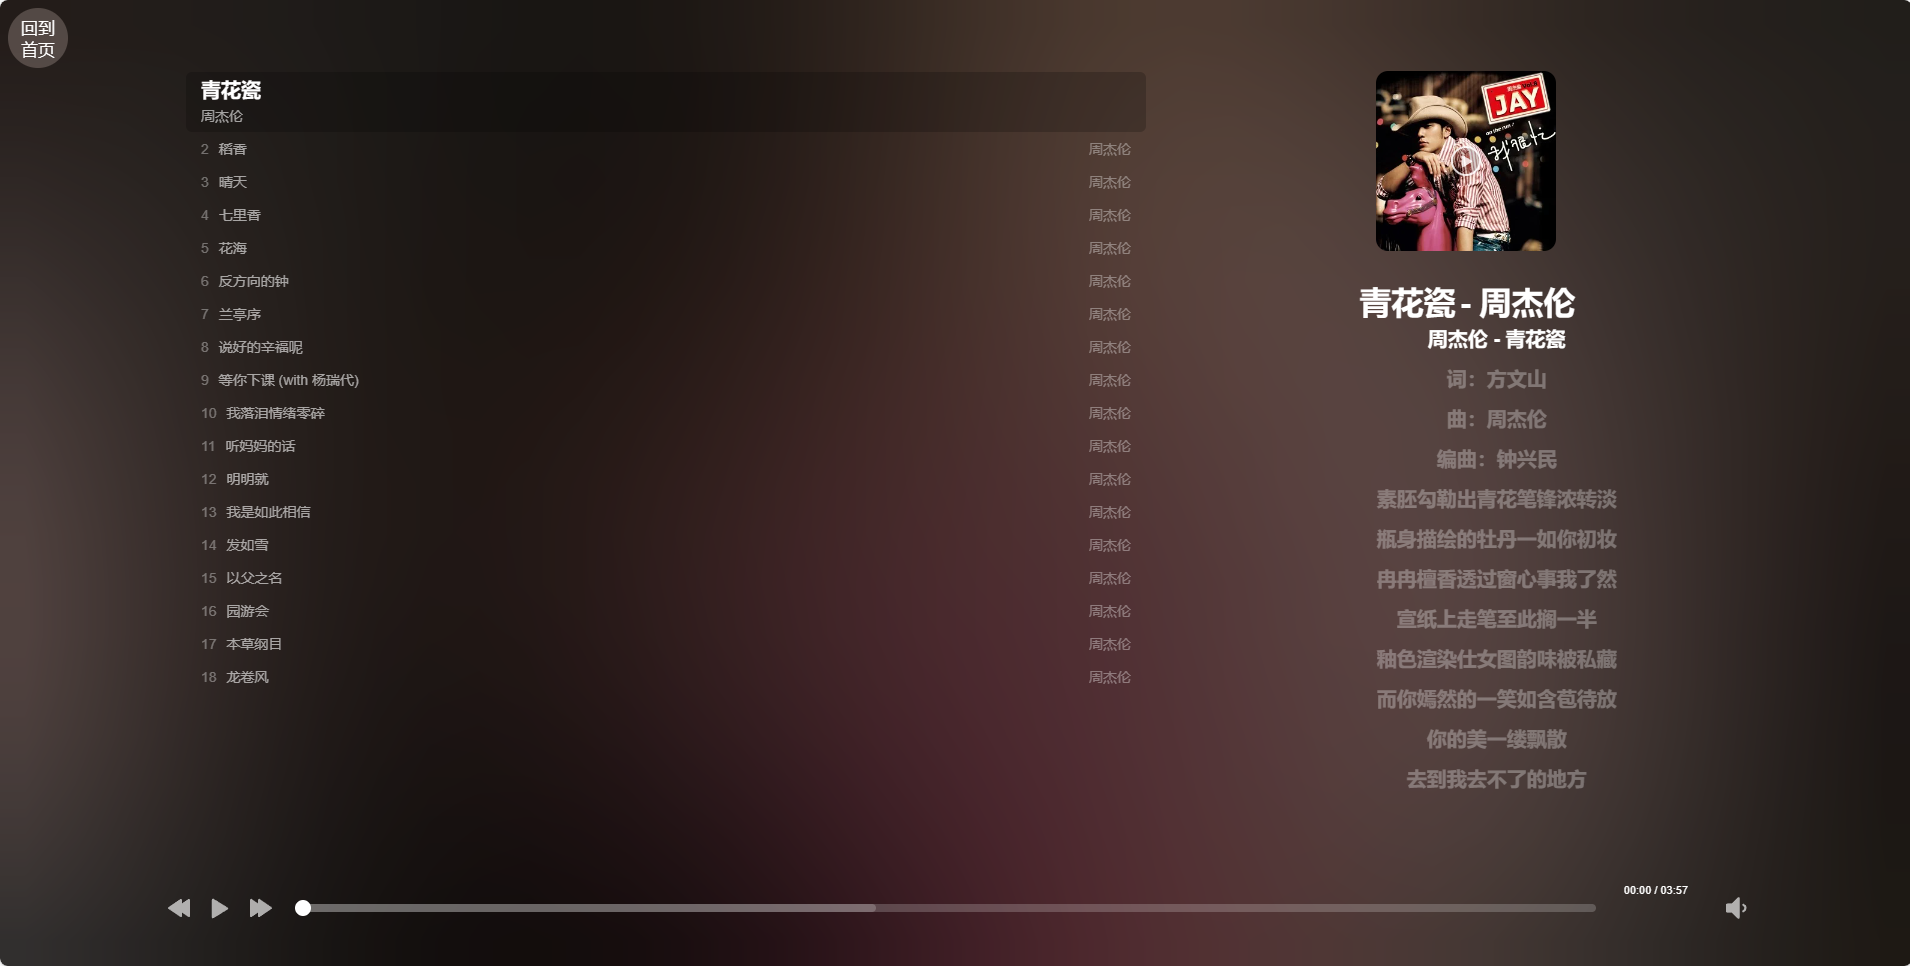 回到
首页
青花瓷
周杰伦
2 稻香 周杰伦
3 晴天 周杰伦
4 七里香 周杰伦
5 花海 周杰伦
6 反方向的钟 周杰伦
7 兰亭序 周杰伦
8 说好的幸福呢 周杰伦
9 等你下课 (with 杨瑞代) 周杰伦
10 我落泪情绪零碎 周杰伦
11 听妈妈的话 周杰伦
12 明明就 周杰伦
13 我是如此相信 周杰伦
14 发如雪 周杰伦
15 以父之名 周杰伦
16 园游会 周杰伦
17 本草纲目 周杰伦
18 龙卷风 周杰伦
JAY
on the run!
我很忙
青花瓷 - 周杰伦
周杰伦 - 青花瓷
词：方文山
曲：周杰伦
编曲：钟兴民
素胚勾勒出青花笔锋浓转淡
瓶身描绘的牡丹一如你初妆
冉冉檀香透过窗心事我了然
宣纸上走笔至此搁一半
釉色渲染仕女图韵味被私藏
而你嫣然的一笑如含苞待放
你的美一缕飘散
去到我去不了的地方
00:00 / 03:57